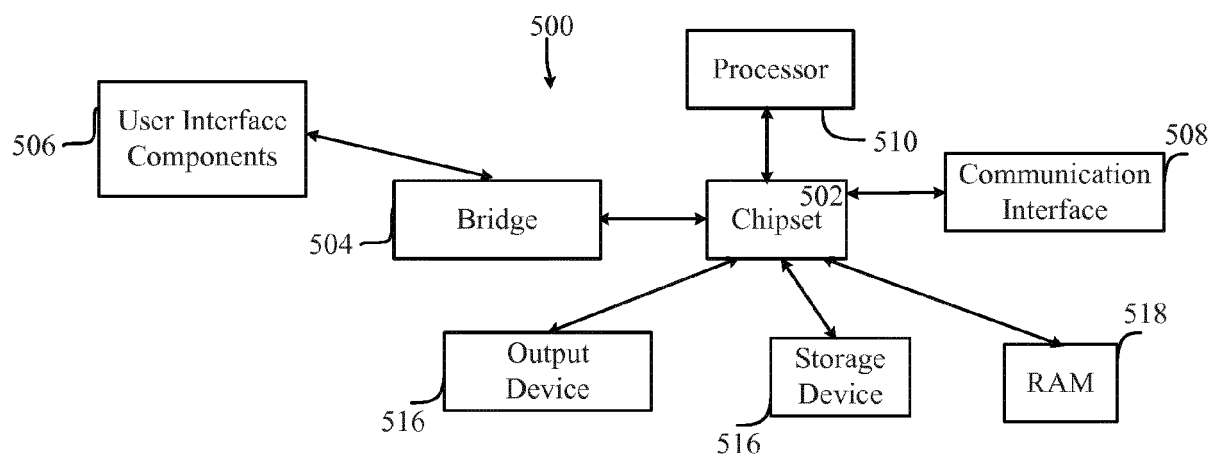 500
Processor
510
User Interface
Components
506
508
Communication
Interface
502
Chipset
Bridge
504
Output
Device
516
Storage
Device
516
518
RAM